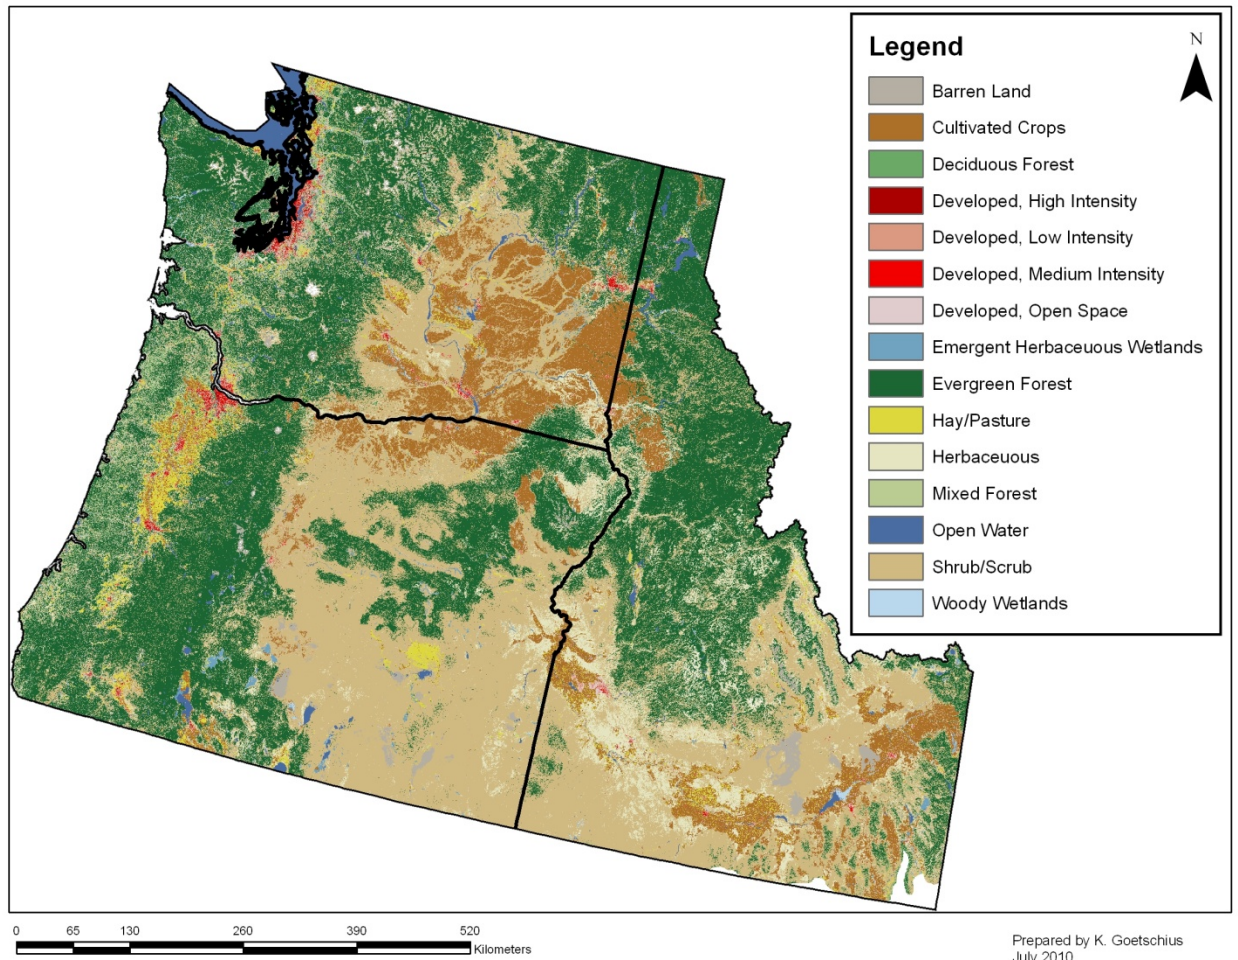 Legend
N
Barren Land
Cultivated Crops
Deciduous Forest
Developed, High Intensity
Developed, Low Intensity
Developed, Medium Intensity
Developed, Open Space
Emergent Herbaceuous Wetlands
Evergreen Forest
Hay/Pasture
Herbaceuous
Mixed Forest
Open Water
Shrub/Scrub
Woody Wetlands
0 65 130 260 390 520
Kilometers
Prepared by K. Goetschius
July 2010